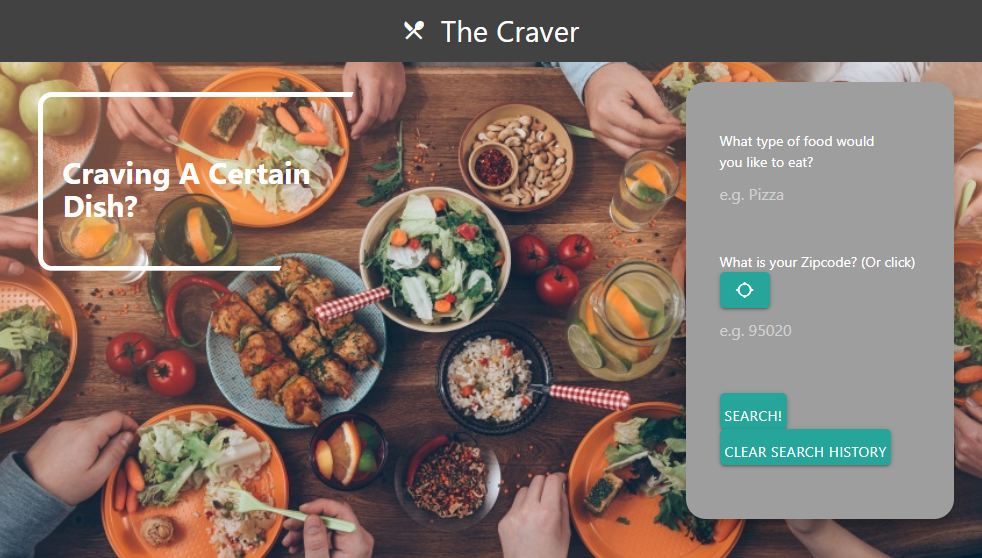 The Craver
Craving A Certain
Dish?
What type of food would
you like to eat?
e.g. Pizza
What is your Zipcode? (Or click)
e.g. 95020
SEARCH!
CLEAR SEARCH HISTORY